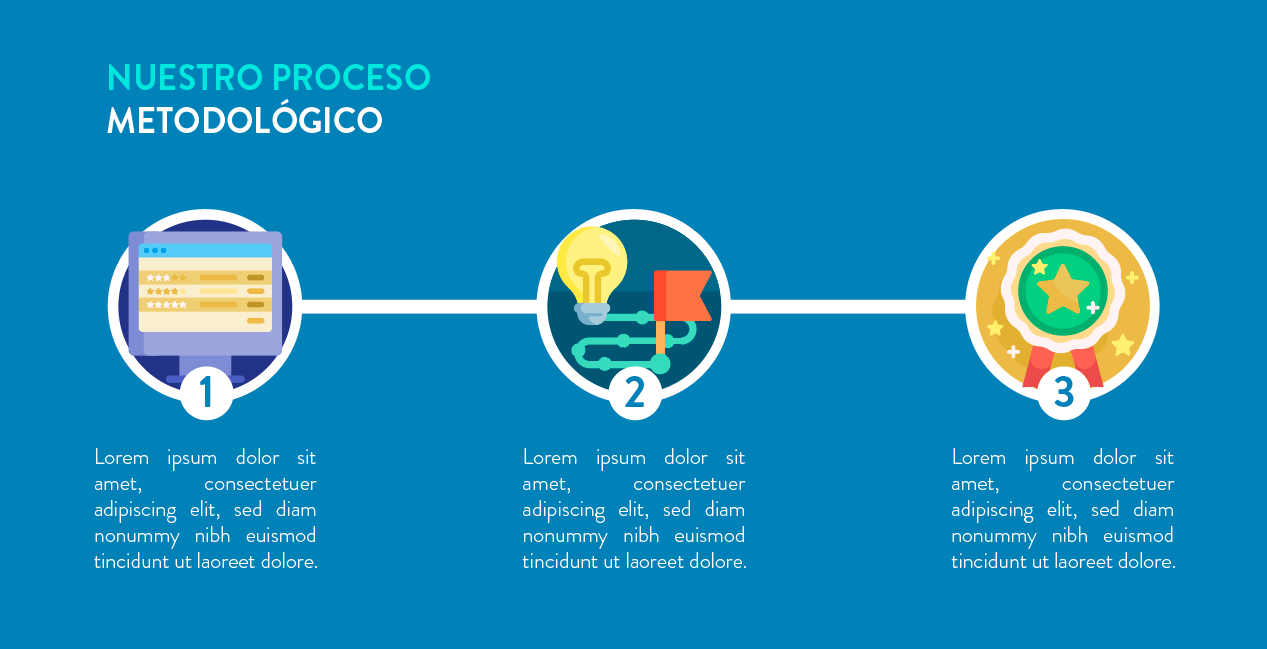 NUESTRO PROCESO
METODOLÓGICO
1
Lorem ipsum dolor sit
amet, consectetuer
adipiscing elit, sed diam
nonummy nibh euismod
tincidunt ut laoreet dolore.
2
Lorem ipsum dolor sit
amet, consectetuer
adipiscing elit, sed diam
nonummy nibh euismod
tincidunt ut laoreet dolore.
3
Lorem ipsum dolor sit
amet, consectetuer
adipiscing elit, sed diam
nonummy nibh euismod
tincidunt ut laoreet dolore.